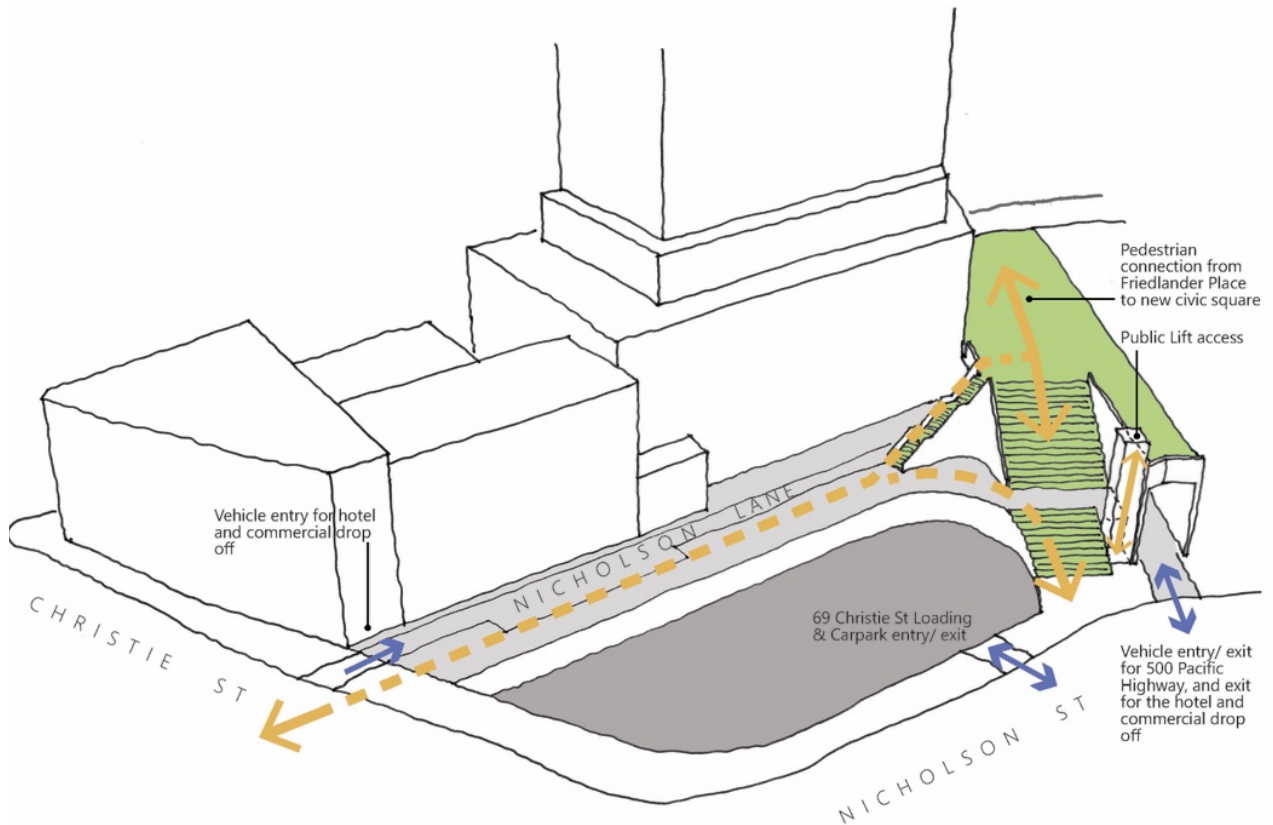 Pedestrian
connection from
Friedlander Place
to new civic square
Public Lift access
Vehicle entry for hotel
and commercial drop
off
NICHOLSON LANE
CHRISTIE ST
69 Christie St Loading
& Carpark entry/ exit
Vehicle entry/ exit
for 500 Pacific
Highway, and exit
for the hotel and
commercial drop
off
NICHOLSON ST